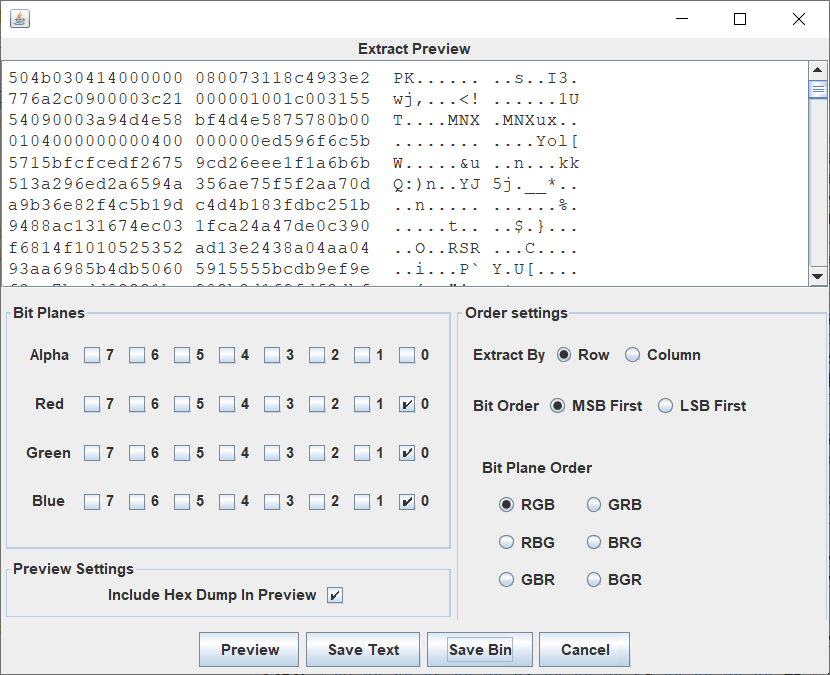 Extract Preview
504b030414000000 080073118c4933e2 PK...... ..s..I3.
776a2c0900003c21 000001001c003155 wj,...<! ......1U
54090003a94d4e58 bf4d4e5875780b00 T....MNX .MNXux..
0104000000000400 000000ed596f6c5b ........ ....Yol[
5715bfcfcedf2675 9cd26eee1f1a6b6b W.....&u ..n...kk
513a296ed2a6594a 356ae75f5f2aa70d Q:)n..YJ 5j.__*..
a9b36e82f4c5b19d c4d4b183fdbc251b ..n..... ......%.
9488ac131674ec03 1fca24a47de0c390 .....t.. ..$.}...
f6814f1010525352 ad13e2438a04aa04 ..O..RSR ...C....
93aa6985b4db5060 5915555bcdb9ef9e ..i...P` Y.U[....
Bit Planes
Alpha 7 6 5 4 3 2 1 0
Red 7 6 5 4 3 2 1 0
Green 7 6 5 4 3 2 1 0
Blue 7 6 5 4 3 2 1 0
Preview Settings
Include Hex Dump In Preview
Order settings
Extract By Row Column
Bit Order MSB First LSB First
Bit Plane Order
RGB GRB
RBG BRG
GBR BGR
Preview Save Text Save Bin Cancel